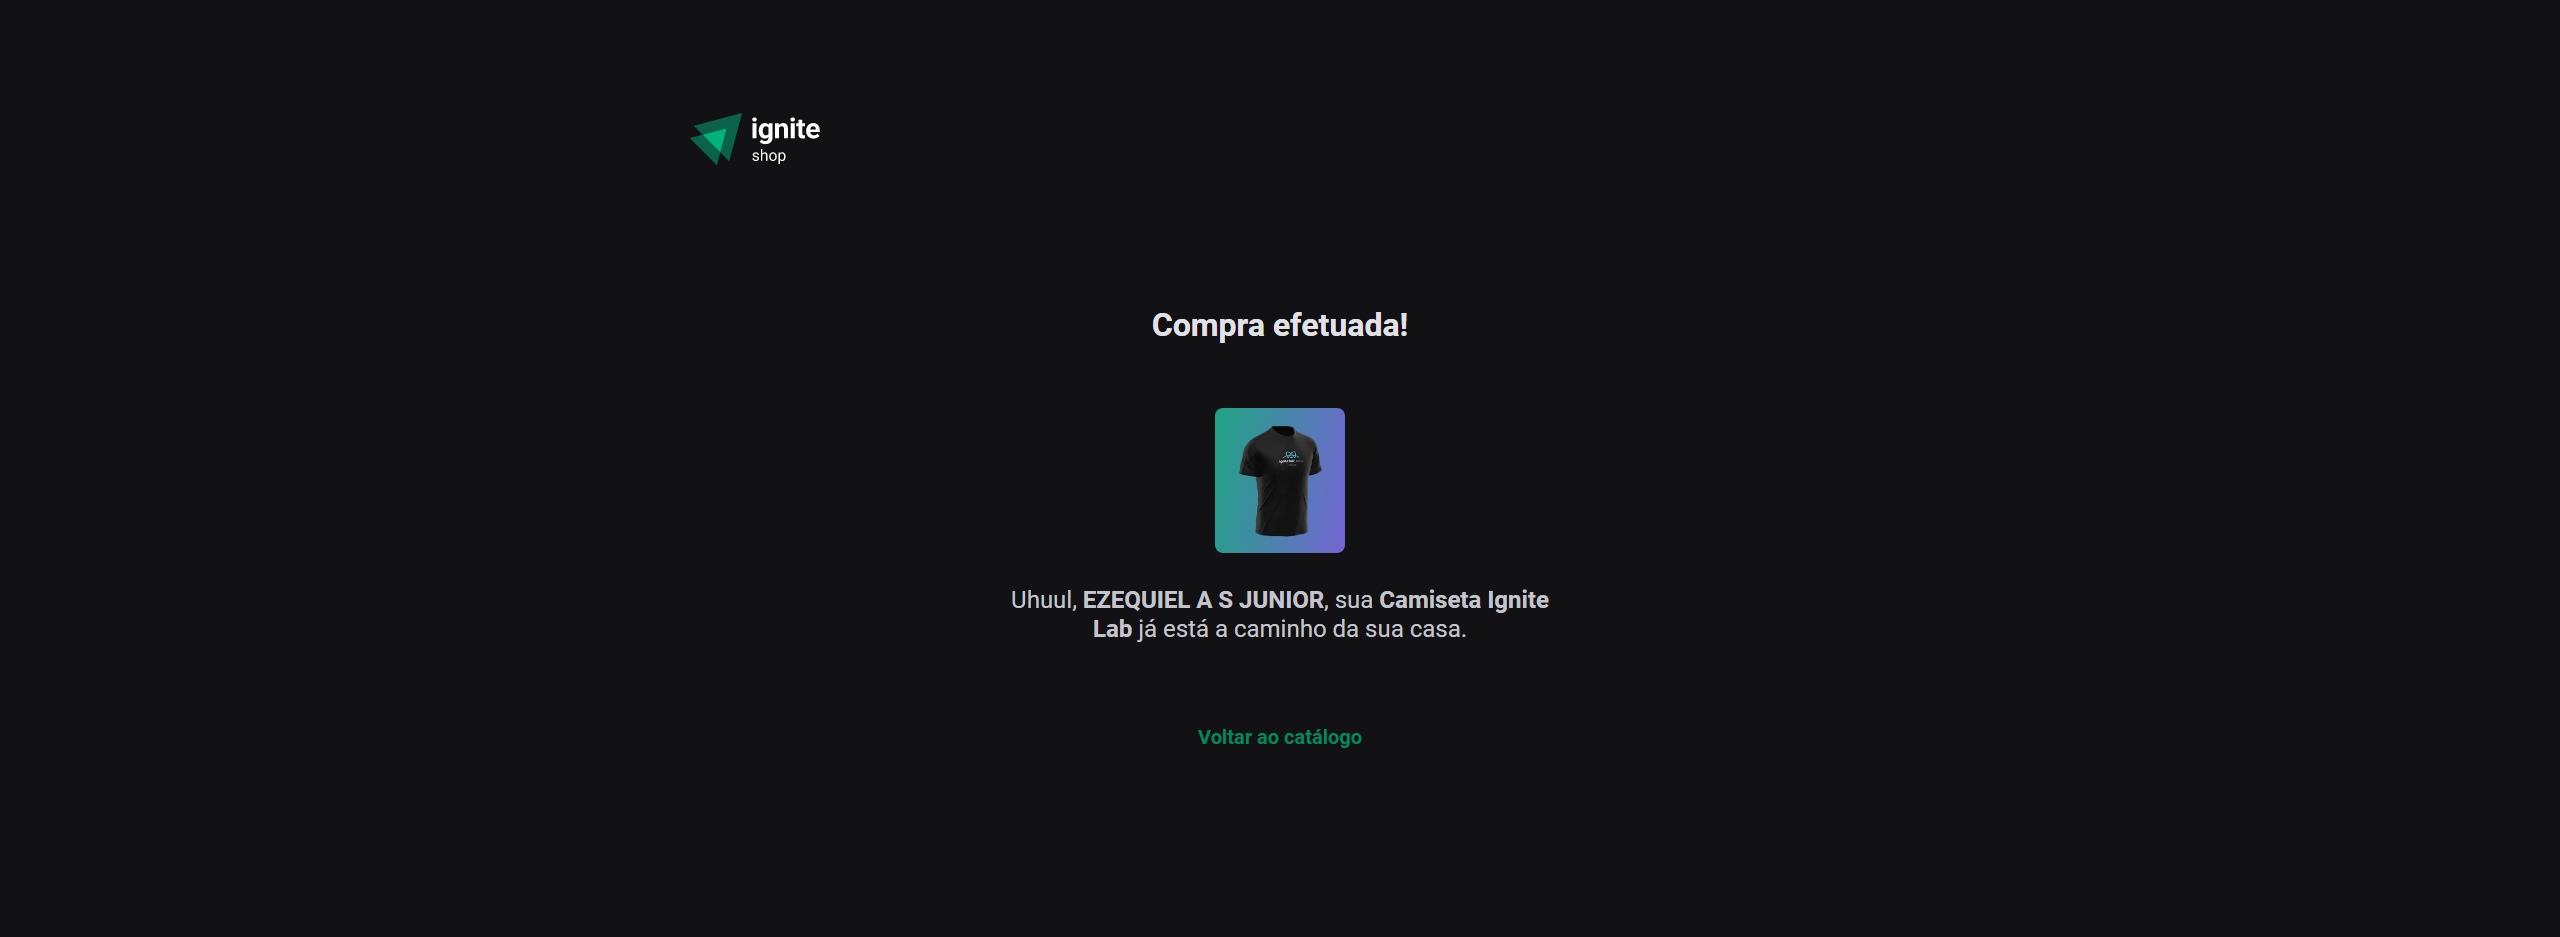 ignite
shop
Compra efetuada!
Uhuul, EZEQUIEL A S JUNIOR, sua Camiseta Ignite
Lab já está a caminho da sua casa.
Voltar ao catálogo